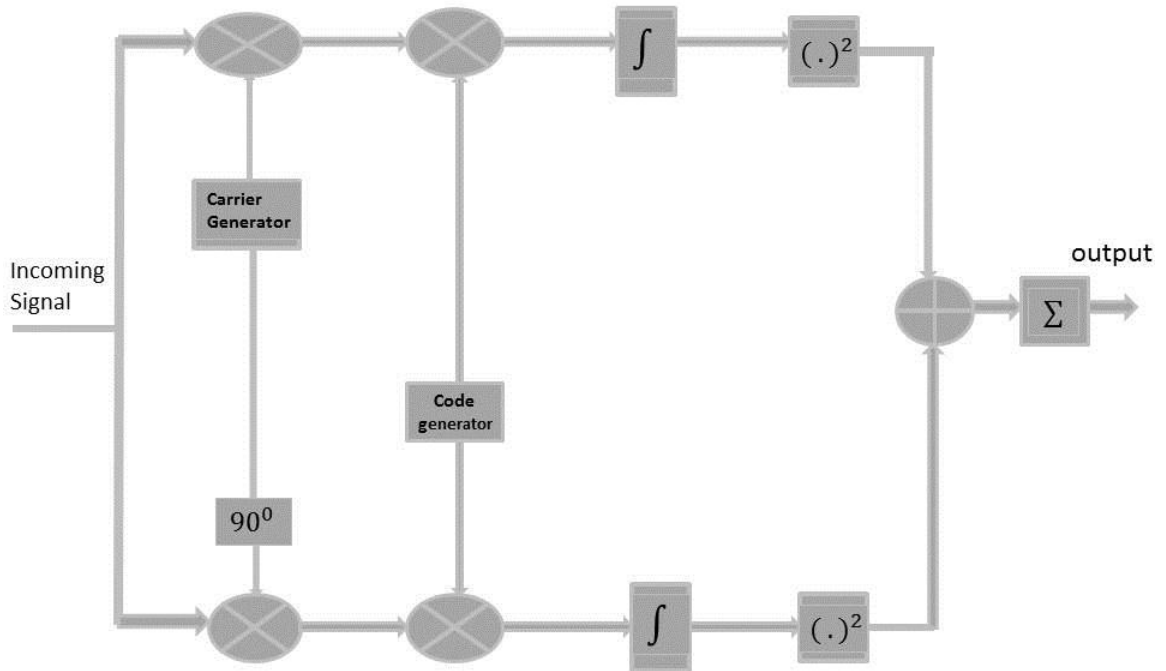 ∫
(.)²
Carrier
Generator
Incoming
Signal
output
Σ
Code
generator
90⁰
∫
(.)²